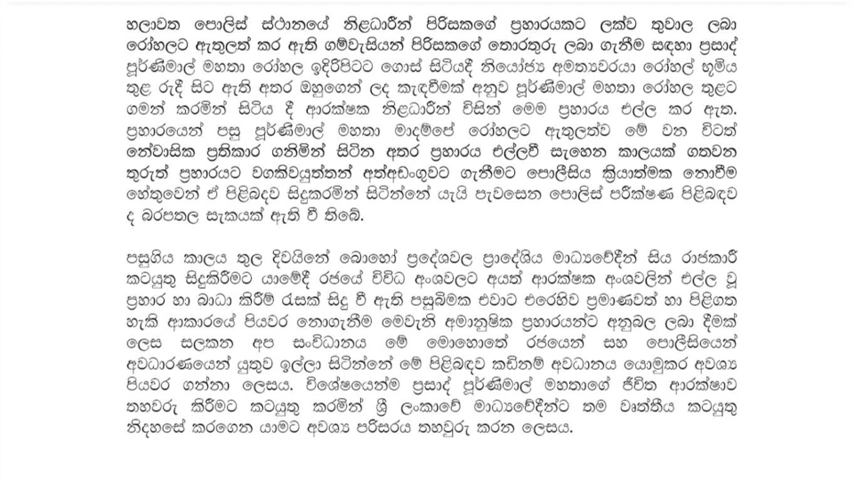 හලාවත පොලිස් ස්ථානයේ නිළධාරීන් පිරිසකගේ ප්‍රහාරයකට ලක්ව තුවාල ලබා
රෝහලට ඇතුලත් කර ඇති ගම්වැසියන් පිරිසකගේ තොරතුරු ලබා ගැනීම සඳහා ප්‍රසාද්
පූර්ණිමාල් මහතා රෝහල ඉදිරිපිටට ගොස් සිටියදී නියෝජ්‍ය අමාත්‍යවරයා රෝහල් භූමිය
තුළ රුදී සිට ඇති අතර ඔහුගෙන් ලද කැඳවීමක් අනුව පූර්ණිමාල් මහතා රෝහල තුළට
ගමන් කරමින් සිටිය දී ආරක්ෂක නිළධාරීන් විසින් මෙම ප්‍රහාරය එල්ල කර ඇත.
ප්‍රහාරයෙන් පසු පූර්ණිමාල් මහතා මාදම්පේ රෝහලට ඇතුලත්ව මේ වන විටත්
නේවාසික ප්‍රතිකාර ගනිමින් සිටින අතර ප්‍රහාරය එල්ලවී සැහෙන කාලයක් ගතවන
තුරුත් ප්‍රහාරයට වගකිවයුත්තන් අත්අඩංගුවට ගැනීමට පොලීසිය ක්‍රියාත්මක නොවීම
හේතුවෙන් ඒ පිළිබදව සිදුකරමින් සිටින්නේ යැයි පැවසෙන පොලිස් පරීක්ෂණ පිළිබඳව
ද බරපතල සැකයක් ඇති වී තිබේ.
පසුගිය කාලය තුල දිවයිනේ බොහෝ ප්‍රදේශවල ප්‍රාදේශිය මාධ්‍යවේදීන් සිය රාජකාරී
කටයුතු සිදුකිරීමට යාමේදී රජයේ විවිධ අංශවලට අයත් ආරක්ෂක අංශවලින් එල්ල වූ
ප්‍රහාර හා බාධා කිරීම් රැසක් සිදු වී ඇති පසුබිමක එවාට එරෙහිව ප්‍රමාණවත් හා පිළිගත
හැකි ආකාරයේ පියවර නොගැනීම මෙවැනි අමානුෂික ප්‍රහාරයන්ට අනුබල ලබා දීමක්
ලෙස සලකන අප සංවිධානය මේ මොහොතේ රජයෙන් සහ පොලීසියෙන්
අවධාරණයෙන් යුතුව ඉල්ලා සිටින්නේ මේ පිළිබඳව කඩිනම් අවධානය යොමුකර අවශ්‍ය
පියවර ගන්නා ලෙසය. විශේෂයෙන්ම ප්‍රසාද් පූර්ණිමාල් මහතාගේ ජීවිත ආරක්ෂාව
තහවරු කිරීමට කටයුතු කරමින් ශ්‍රී ලංකාවේ මාධ්‍යවේදීන්ට තම වෘත්තීය කටයුතු
නිදහසේ කරගෙන යාමට අවශ්‍ය පරිසරය තහවුරු කරන ලෙසය.